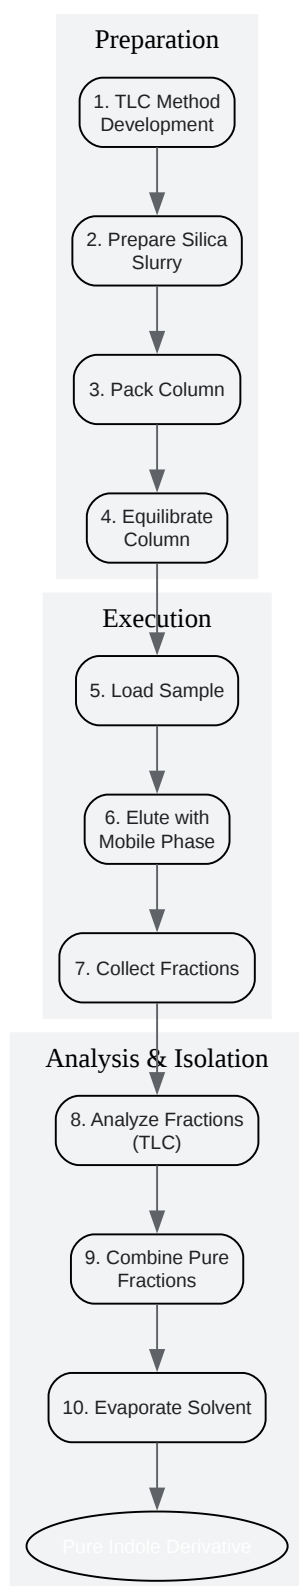 Preparation
1. TLC Method
Development
2. Prepare Silica
Slurry
3. Pack Column
4. Equilibrate
Column
Execution
5. Load Sample
6. Elute with
Mobile Phase
7. Collect Fractions
Analysis & Isolation
8. Analyze Fractions
(TLC)
9. Combine Pure
Fractions
10. Evaporate Solvent
Pure Indole Derivative